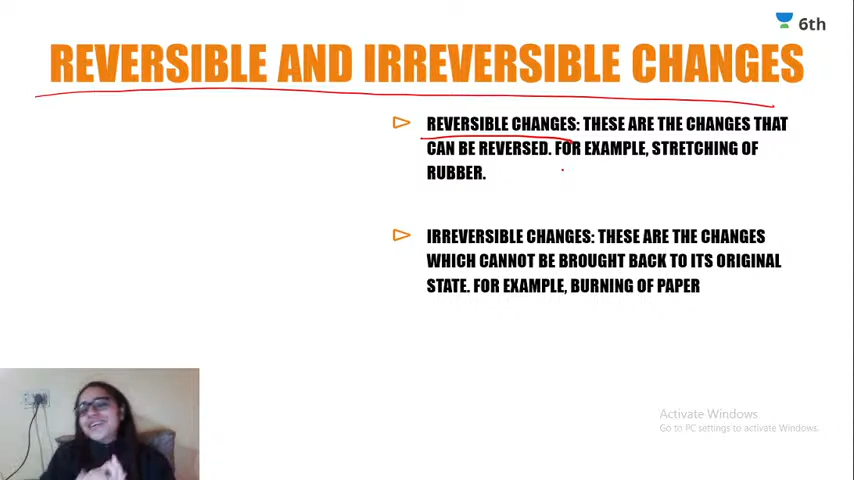 6th
REVERSIBLE AND IRREVERSIBLE CHANGES
REVERSIBLE CHANGES: THESE ARE THE CHANGES THAT
CAN BE REVERSED. FOR EXAMPLE, STRETCHING OF
RUBBER.
IRREVERSIBLE CHANGES: THESE ARE THE CHANGES
WHICH CANNOT BE BROUGHT BACK TO ITS ORIGINAL
STATE. FOR EXAMPLE, BURNING OF PAPER
Activate Windows
Go to PC settings to activate Windows.